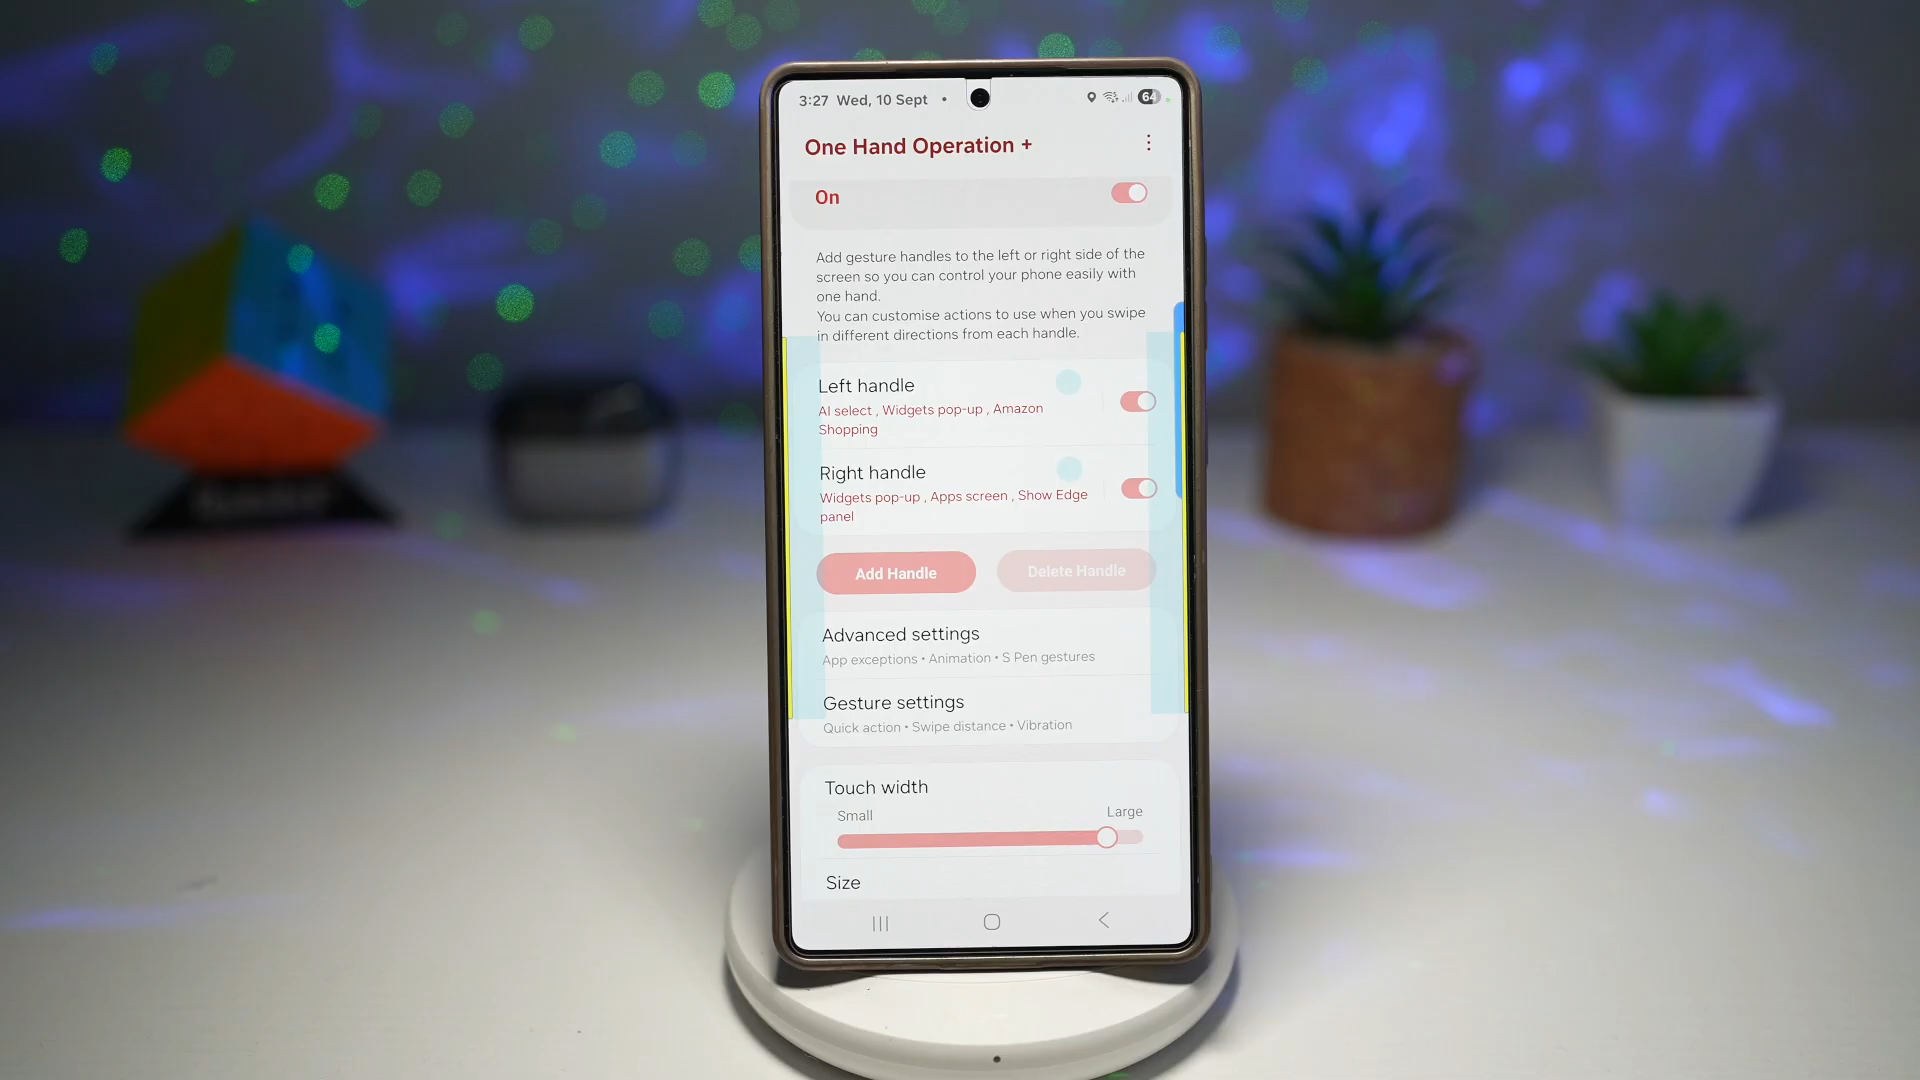 3:27 Wed, 10 Sept •
64
One Hand Operation +
On
Add gesture handles to the left or right side of the
screen so you can control your phone easily with
one hand.
You can customise actions to use when you swipe
in different directions from each handle.
Left handle
AI select , Widgets pop-up , Amazon
Shopping
Right handle
Widgets pop-up , Apps screen , Show Edge
panel
Add Handle
Delete Handle
Advanced settings
App exceptions • Animation • S Pen gestures
Gesture settings
Quick action • Swipe distance • Vibration
Touch width
Small
Large
Size